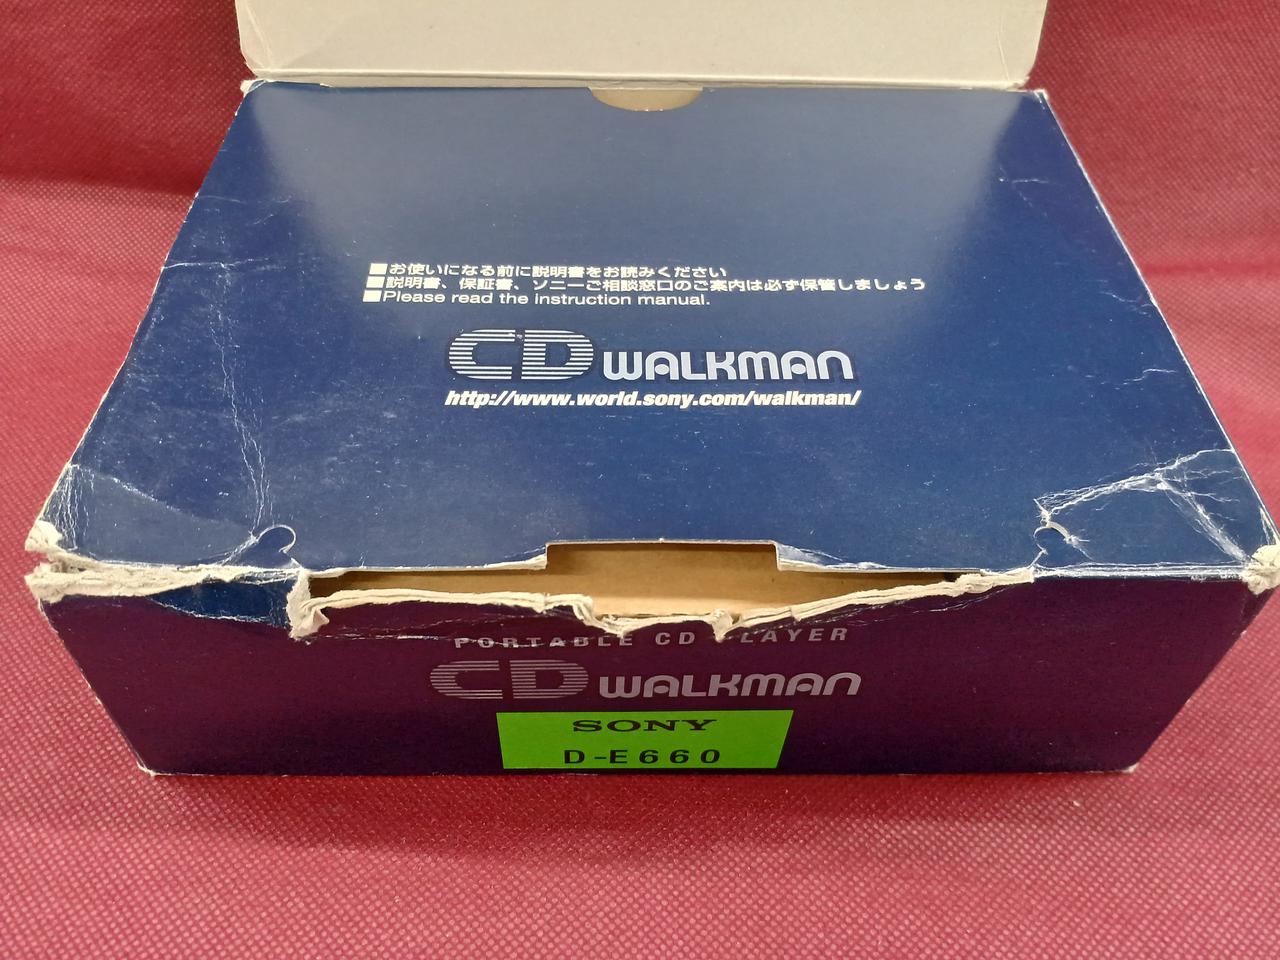 ■お使いになる前に説明書をお読みください
■説明書、保証書、ソニーご相談窓口のご案内は必ず保管しましょう
■Please read the instruction manual.
CD WALKMAN
http://www.world.sony.com/walkman/
PORTABLE CD PLAYER
CD WALKMAN
SONY
D-E660